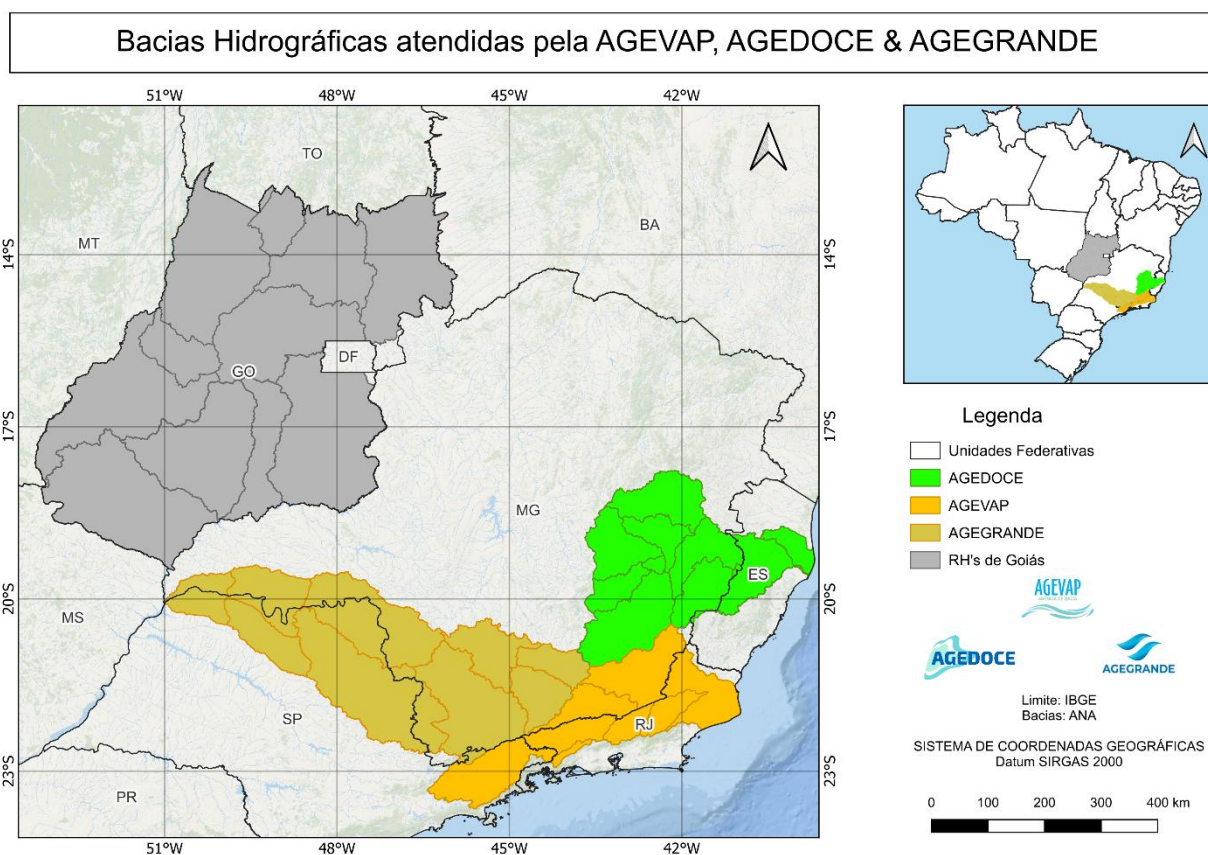 Bacias Hidrográficas atendidas pela AGEVAP, AGEDOCE & AGEGRANDE
51°W 48°W 45°W 42°W
TO
MT
BA
14°S
14°S
DF
GO
17°S
17°S
MG
ES
20°S
20°S
MS
SP
RJ
23°S
23°S
PR
51°W 48°W 45°W 42°W
Legenda
Unidades Federativas
AGEDOCE
AGEVAP
AGEGRANDE
RH's de Goiás
AGEVAP
AGEDOCE
AGEGRANDE
Limite: IBGE
Bacias: ANA
SISTEMA DE COORDENADAS GEOGRÁFICAS
Datum SIRGAS 2000
0 100 200 300 400 km